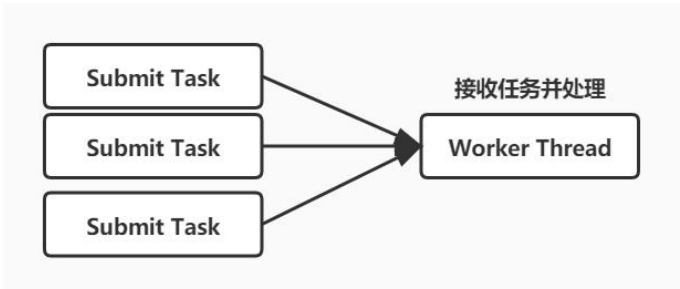 Submit Task
接收任务并处理
Submit Task
Worker Thread
Submit Task